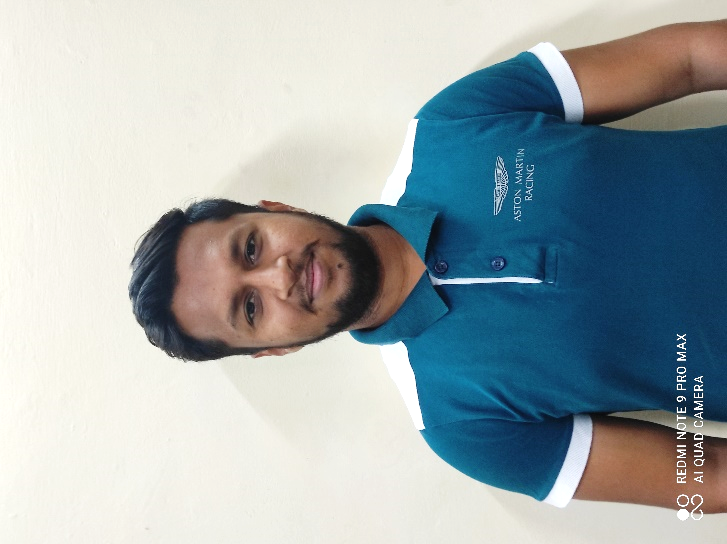 ASTON MARTIN
RACING
REDMI NOTE 9 PRO MAX
AI QUAD CAMERA